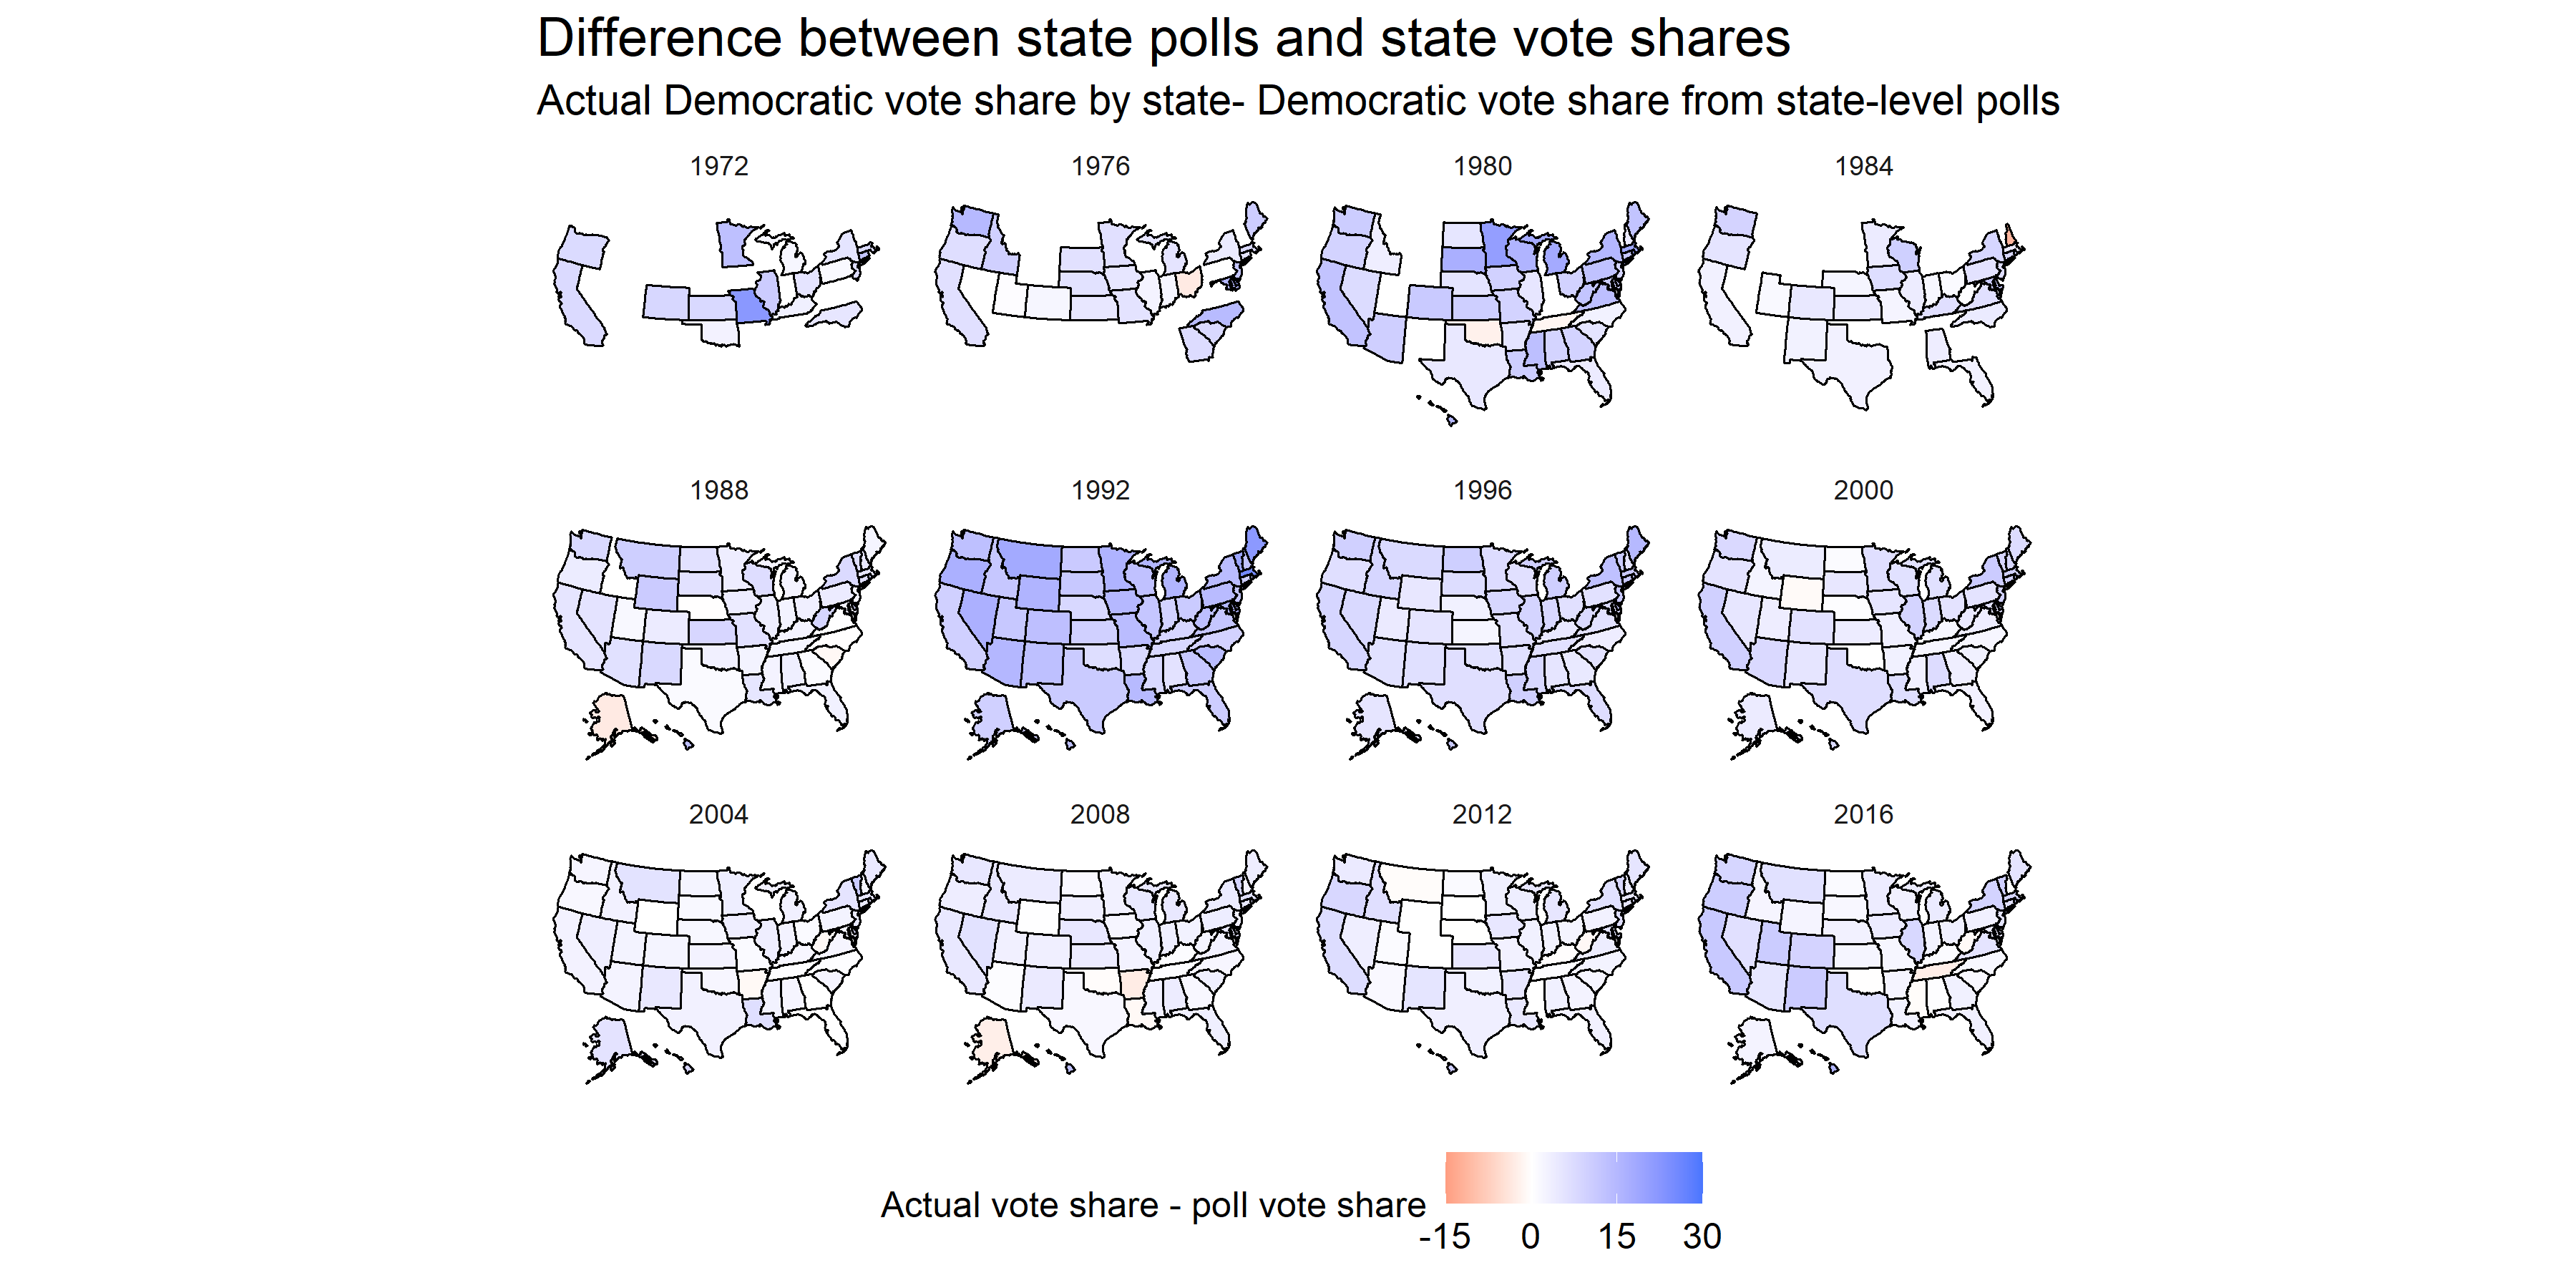 Difference between state polls and state vote shares
Actual Democratic vote share by state- Democratic vote share from state-level polls
1972 1976 1980 1984
1988 1992 1996 2000
2004 2008 2012 2016
Actual vote share - poll vote share
-15 0 15 30